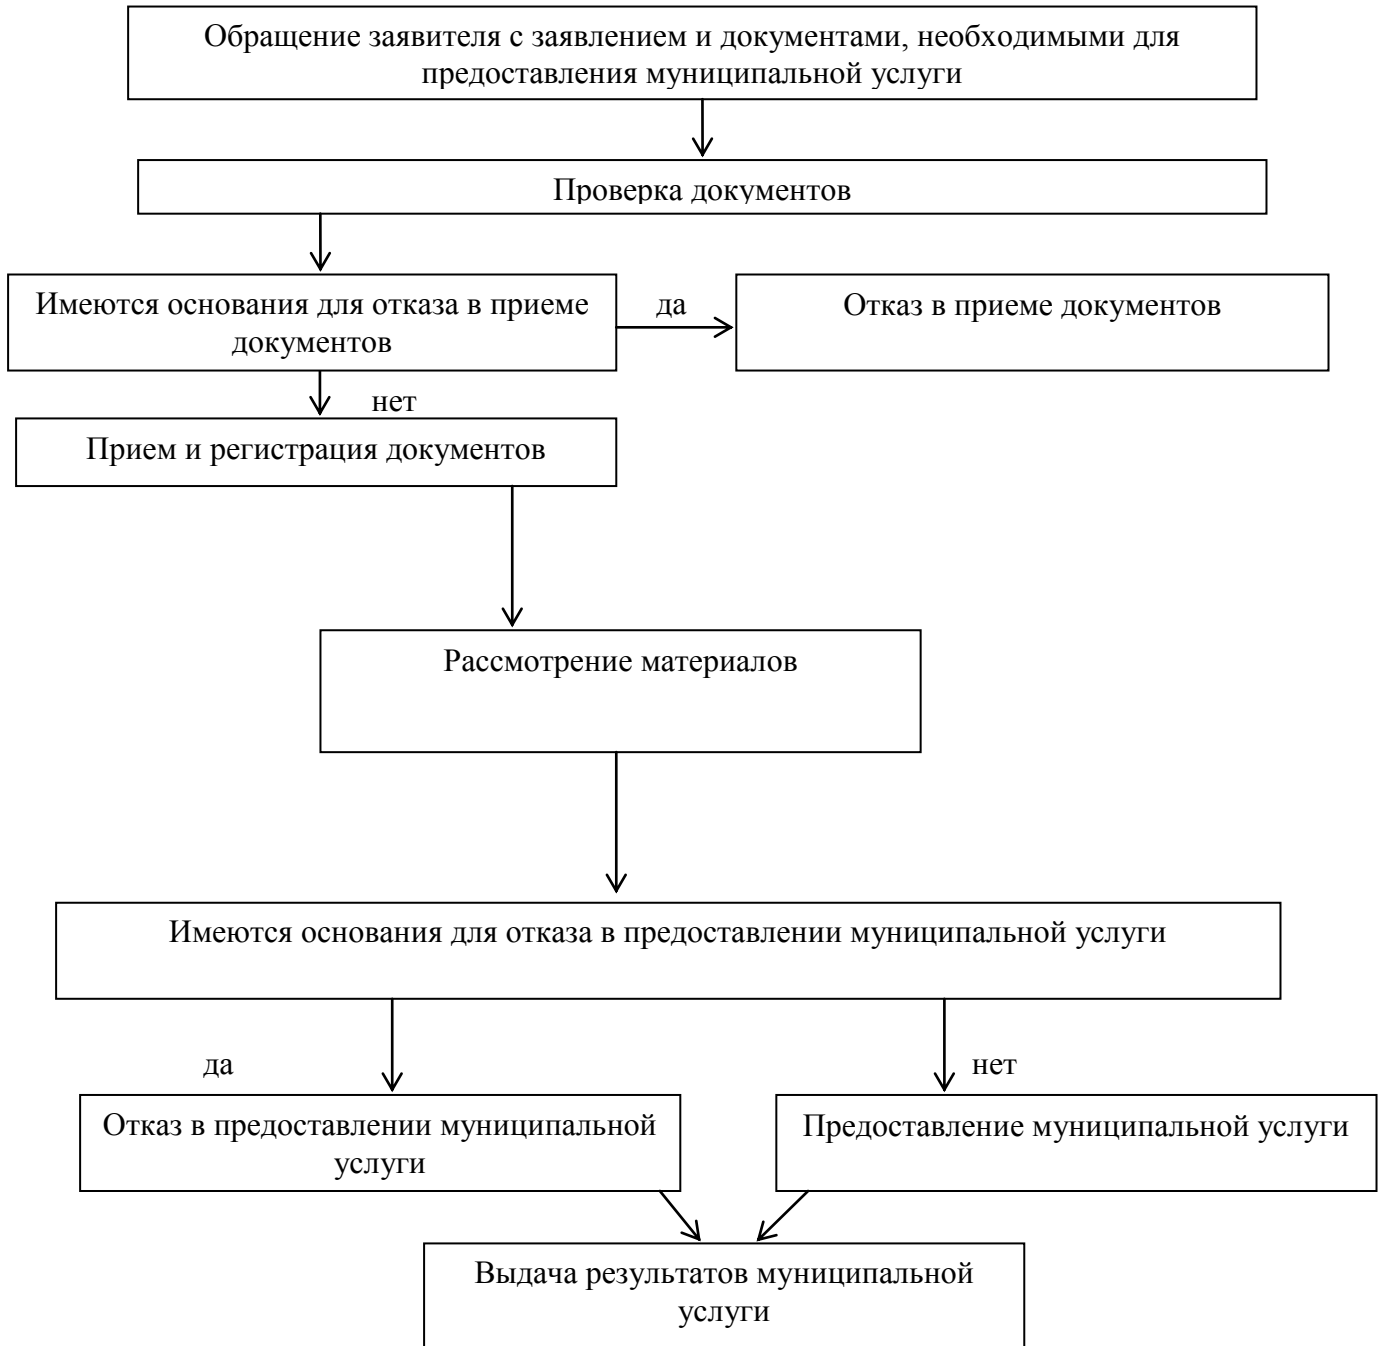 Обращение заявителя с заявлением и документами, необходимыми для
предоставления муниципальной услуги
Проверка документов
Имеются основания для отказа в приеме
документов
да
Отказ в приеме документов
нет
Прием и регистрация документов
Рассмотрение материалов
Имеются основания для отказа в предоставлении муниципальной услуги
да
нет
Отказ в предоставлении муниципальной
услуги
Предоставление муниципальной услуги
Выдача результатов муниципальной
услуги